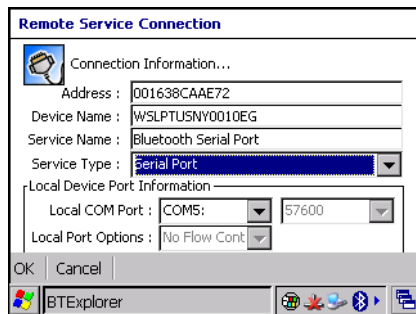 Remote Service Connection
Connection Information...
Address : 001638CAAE72
Device Name : WSLPTUSNY0010EG
Service Name : Bluetooth Serial Port
Service Type : Serial Port
Local Device Port Information
Local COM Port : COM5: 57600
Local Port Options : No Flow Cont
OK Cancel
BTExplorer